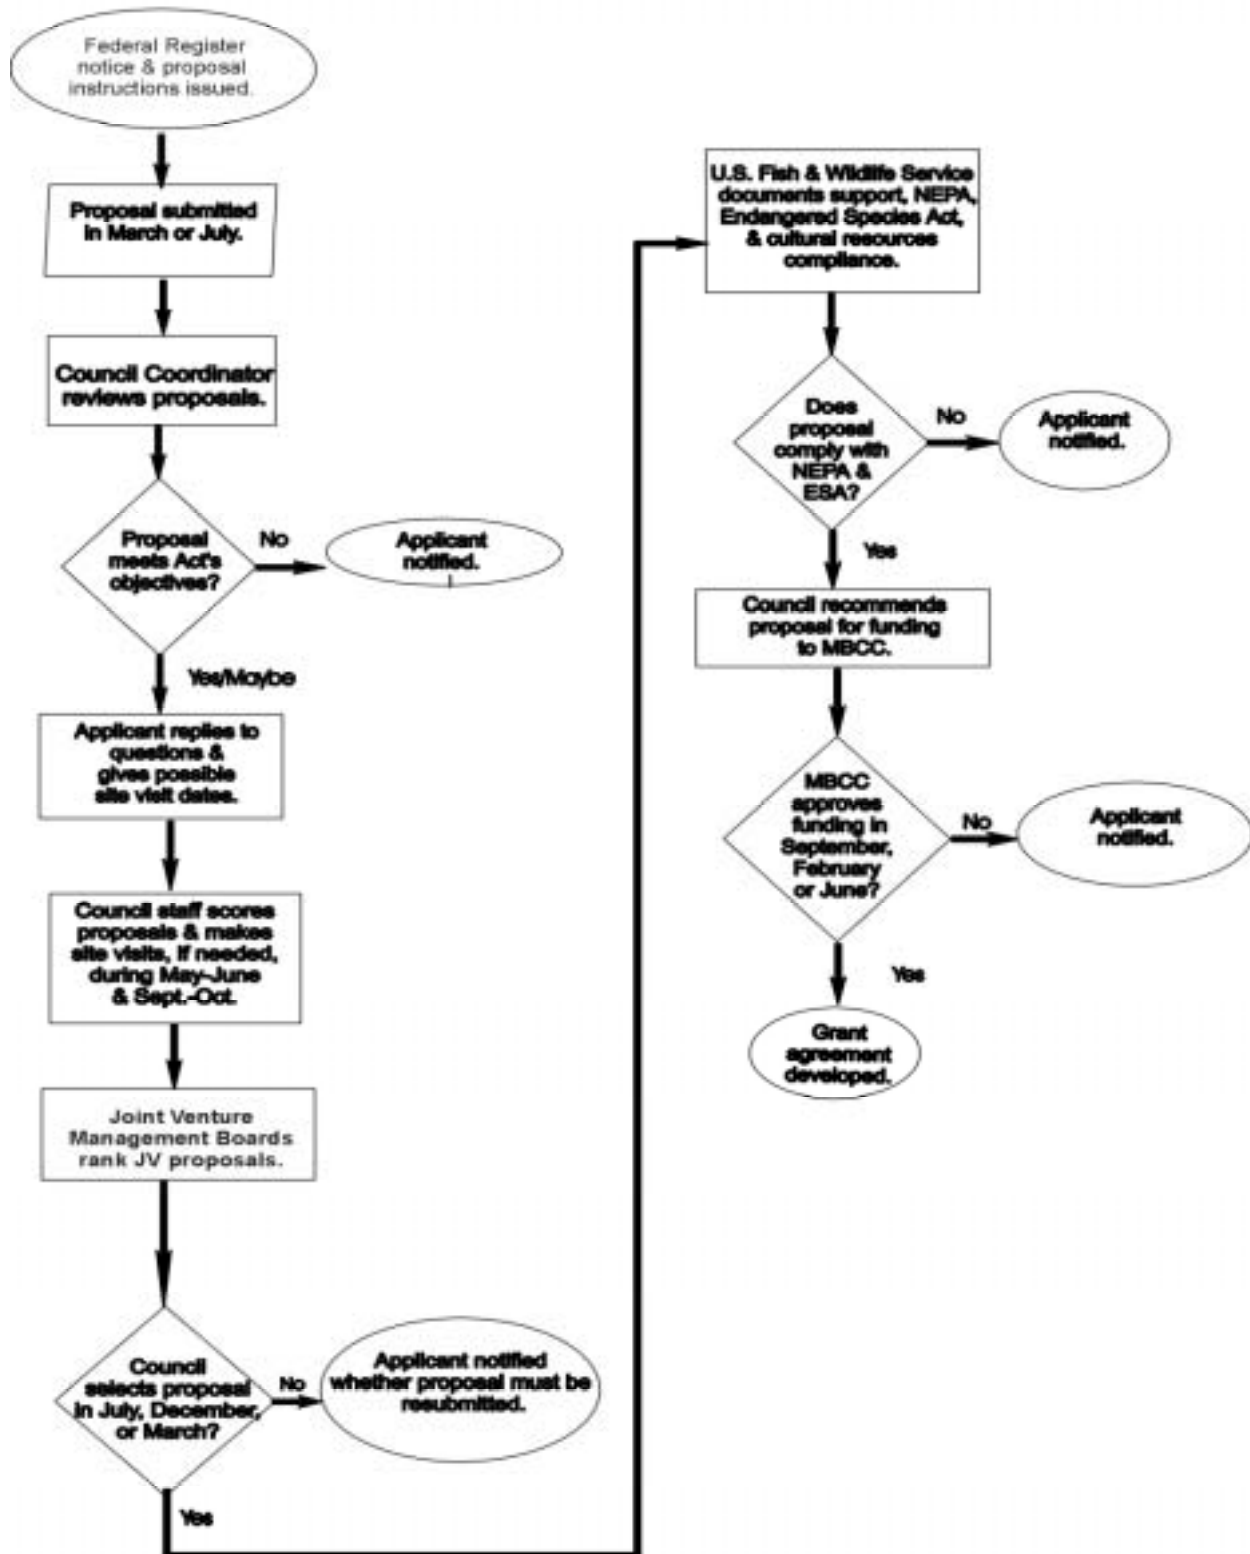 Federal Register
notice & proposal
instructions issued.
Proposal submitted
in March or July.
Council Coordinator
reviews proposals.
Proposal
meets Act's
objectives?
No
Applicant
notified.
Yes/Maybe
Applicant replies to
questions &
gives possible
site visit dates.
Council staff scores
proposals & makes
site visits, if needed,
during May-June
& Sept.-Oct.
Joint Venture
Management Boards
rank JV proposals.
Council
selects proposal
in July, December,
or March?
No
Applicant notified
whether proposal must be
resubmitted.
Yes
U.S. Fish & Wildlife Service
documents support, NEPA,
Endangered Species Act,
& cultural resources
compliance.
Does
proposal
comply with
NEPA &
ESA?
No
Applicant
notified.
Yes
Council recommends
proposal for funding
to MBCC.
MBCC
approves
funding in
September,
February
or June?
No
Applicant
notified.
Yes
Grant
agreement
developed.